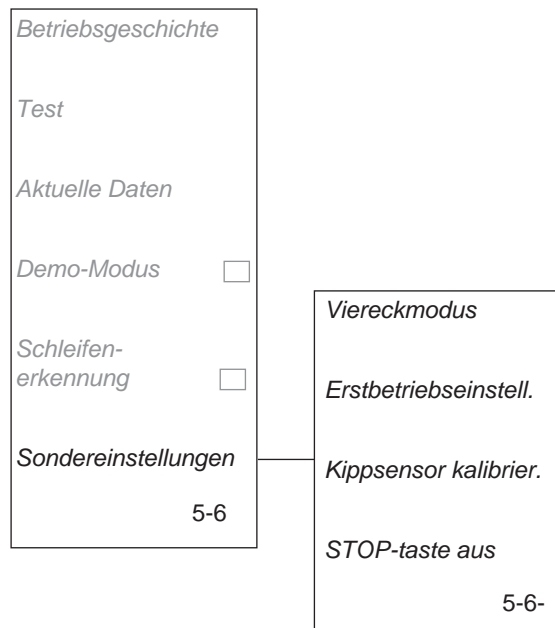 Betriebsgeschichte
Test
Aktuelle Daten
Demo-Modus
Schleifen-
erkennung
Sondereinstellungen
5-6
Viereckmodus
Erstbetriebseinstell.
Kippsensor kalibrier.
STOP-taste aus
5-6-